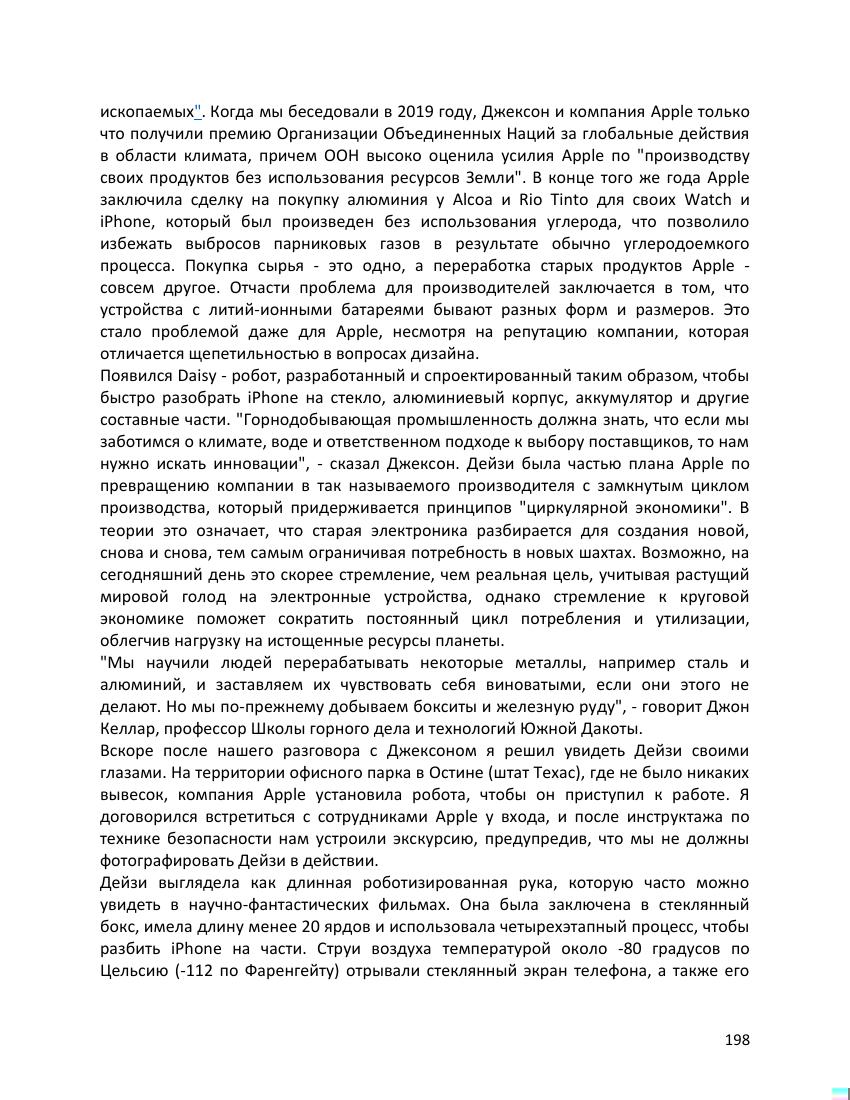 ископаемых". Когда мы беседовали в 2019 году, Джексон и компания Apple только
что получили премию Организации Объединенных Наций за глобальные действия
в области климата, причем ООН высоко оценила усилия Apple по "производству
своих продуктов без использования ресурсов Земли". В конце того же года Apple
заключила сделку на покупку алюминия у Alcoa и Rio Tinto для своих Watch и
iPhone, который был произведен без использования углерода, что позволило
избежать выбросов парниковых газов в результате обычно углеродоемкого
процесса. Покупка сырья - это одно, а переработка старых продуктов Apple -
совсем другое. Отчасти проблема для производителей заключается в том, что
устройства с литий-ионными батареями бывают разных форм и размеров. Это
стало проблемой даже для Apple, несмотря на репутацию компании, которая
отличается щепетильностью в вопросах дизайна.
Появился Daisy - робот, разработанный и спроектированный таким образом, чтобы
быстро разобрать iPhone на стекло, алюминиевый корпус, аккумулятор и другие
составные части. "Горнодобывающая промышленность должна знать, что если мы
заботимся о климате, воде и ответственном подходе к выбору поставщиков, то нам
нужно искать инновации", - сказал Джексон. Дейзи была частью плана Apple по
превращению компании в так называемого производителя с замкнутым циклом
производства, который придерживается принципов "циркулярной экономики". В
теории это означает, что старая электроника разбирается для создания новой,
снова и снова, тем самым ограничивая потребность в новых шахтах. Возможно, на
сегодняшний день это скорее стремление, чем реальная цель, учитывая растущий
мировой голод на электронные устройства, однако стремление к круговой
экономике поможет сократить постоянный цикл потребления и утилизации,
облегчив нагрузку на истощенные ресурсы планеты.
"Мы научили людей перерабатывать некоторые металлы, например сталь и
алюминий, и заставляем их чувствовать себя виноватыми, если они этого не
делают. Но мы по-прежнему добываем бокситы и железную руду", - говорит Джон
Келлар, профессор Школы горного дела и технологий Южной Дакоты.
Вскоре после нашего разговора с Джексоном я решил увидеть Дейзи своими
глазами. На территории офисного парка в Остине (штат Техас), где не было никаких
вывесок, компания Apple установила робота, чтобы он приступил к работе. Я
договорился встретиться с сотрудниками Apple у входа, и после инструктажа по
технике безопасности нам устроили экскурсию, предупредив, что мы не должны
фотографировать Дейзи в действии.
Дейзи выглядела как длинная роботизированная рука, которую часто можно
увидеть в научно-фантастических фильмах. Она была заключена в стеклянный
бокс, имела длину менее 20 ярдов и использовала четырехэтапный процесс, чтобы
разбить iPhone на части. Струи воздуха температурой около -80 градусов по
Цельсию (-112 по Фаренгейту) отрывали стеклянный экран телефона, а также его
198